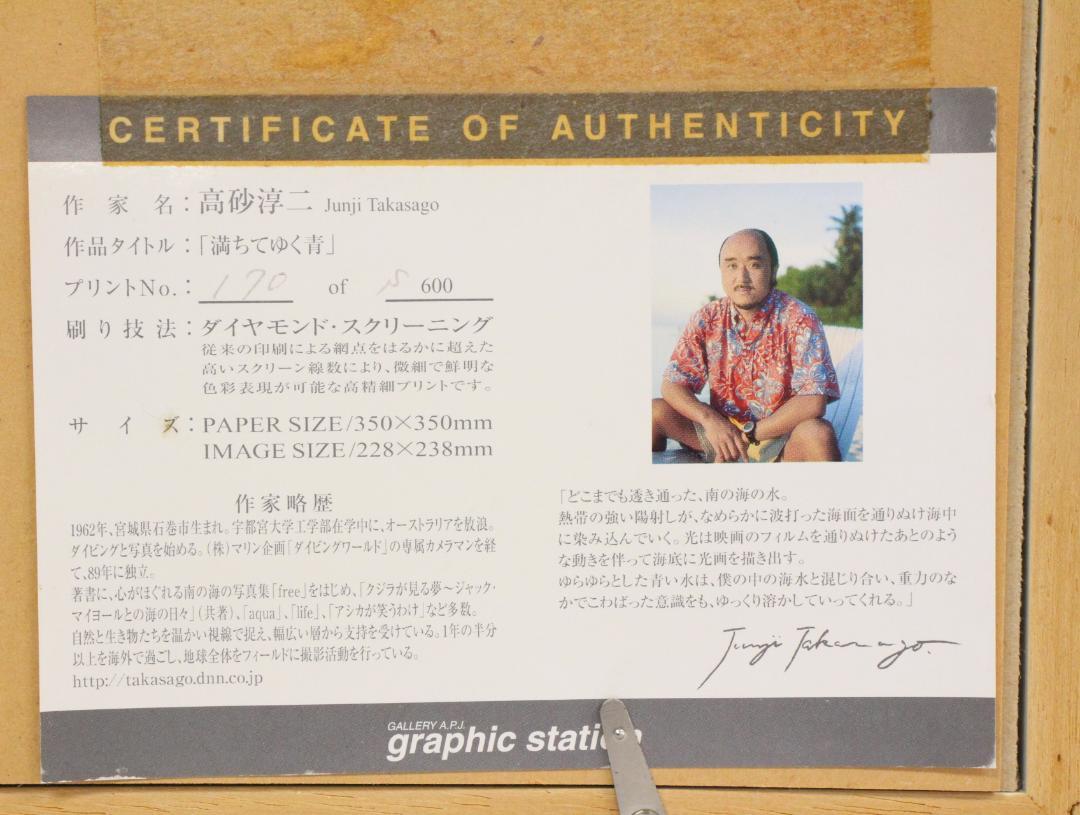 CERTIFICATE OF AUTHENTICITY
作家名：高砂淳二 Junji Takasago
作品タイトル：「満ちてゆく青」
プリントNo.：170 of 600
刷り技法：ダイヤモンド・スクリーニング
従来の印刷による網点をはるかに超えた
高いスクリーン線数により、微細で鮮明な
色彩表現が可能な高精細プリントです。
サイズ：PAPER SIZE/350×350mm
IMAGE SIZE/228×238mm
作家略歴
1962年、宮城県石巻市生まれ。宇都宮大学工学部在学中に、オーストラリアを放浪。
ダイビングと写真を始める。（株）マリン企画「ダイビングワールド」の専属カメラマンを経
て、89年に独立。
著書に、心がほぐれる南の海の写真集「free」をはじめ、「クジラが見る夢〜ジャック・
マイヨールとの海の日々」（共著）、「aqua」、「life」、「アシカが笑うわけ」など多数。
自然と生き物たちを温かい視線で捉え、幅広い層から支持を受けている。1年の半分
以上を海外で過ごし、地球全体をフィールドに撮影活動を行っている。
http://takasago.dnn.co.jp
「どこまでも透き通った、南の海の水。
熱帯の強い陽射しが、なめらかに波打った海面を通りぬけ海中
に染み込んでいく。光は映画のフィルムを通りぬけたあとのよう
な動きを伴って海底に光画を描き出す。
ゆらゆらとした青い水は、僕の中の海水と混じり合い、重力のな
かでこわばった意識をも、ゆっくり溶かしていってくれる。」
Junji Takasago.
GALLERY A.P.J.
graphic station